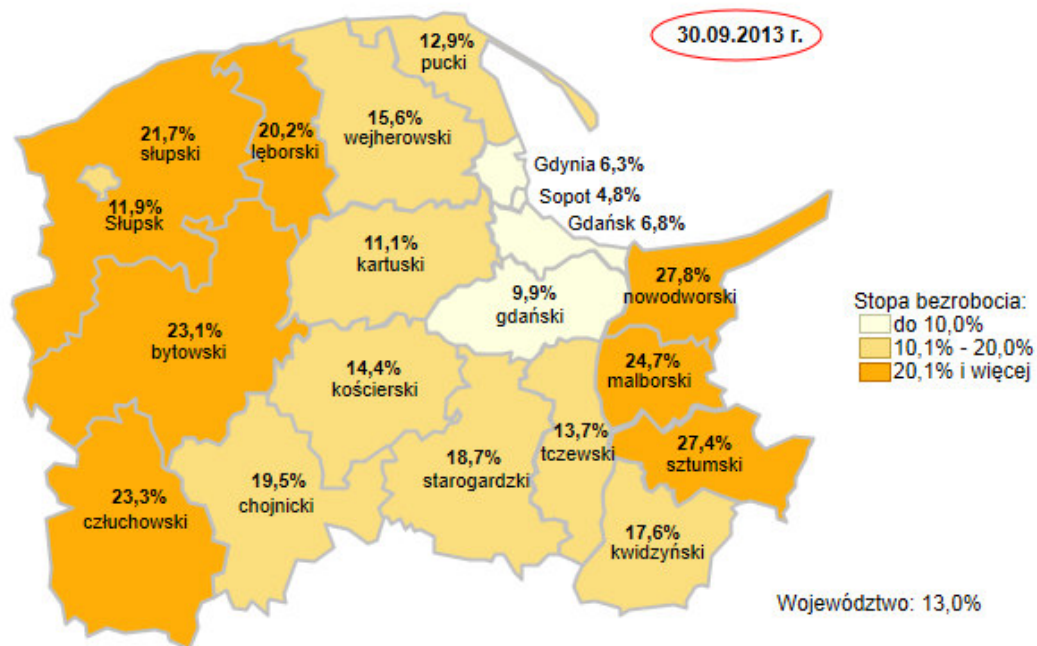 30.09.2013 r.
12,9%
pucki
15,6%
wejherowski
20,2%
lęborski
21,7%
słupski
11,9%
Słupsk
Gdynia 6,3%
Sopot 4,8%
Gdańsk 6,8%
11,1%
kartuski
9,9%
gdański
27,8%
nowodworski
23,1%
bytowski
14,4%
kościerski
24,7%
malborski
13,7%
tczewski
27,4%
sztumski
18,7%
starogardzki
19,5%
chojnicki
23,3%
człuchowski
17,6%
kwidzyński
Stopa bezrobocia:
do 10,0%
10,1% - 20,0%
20,1% i więcej
Województwo: 13,0%